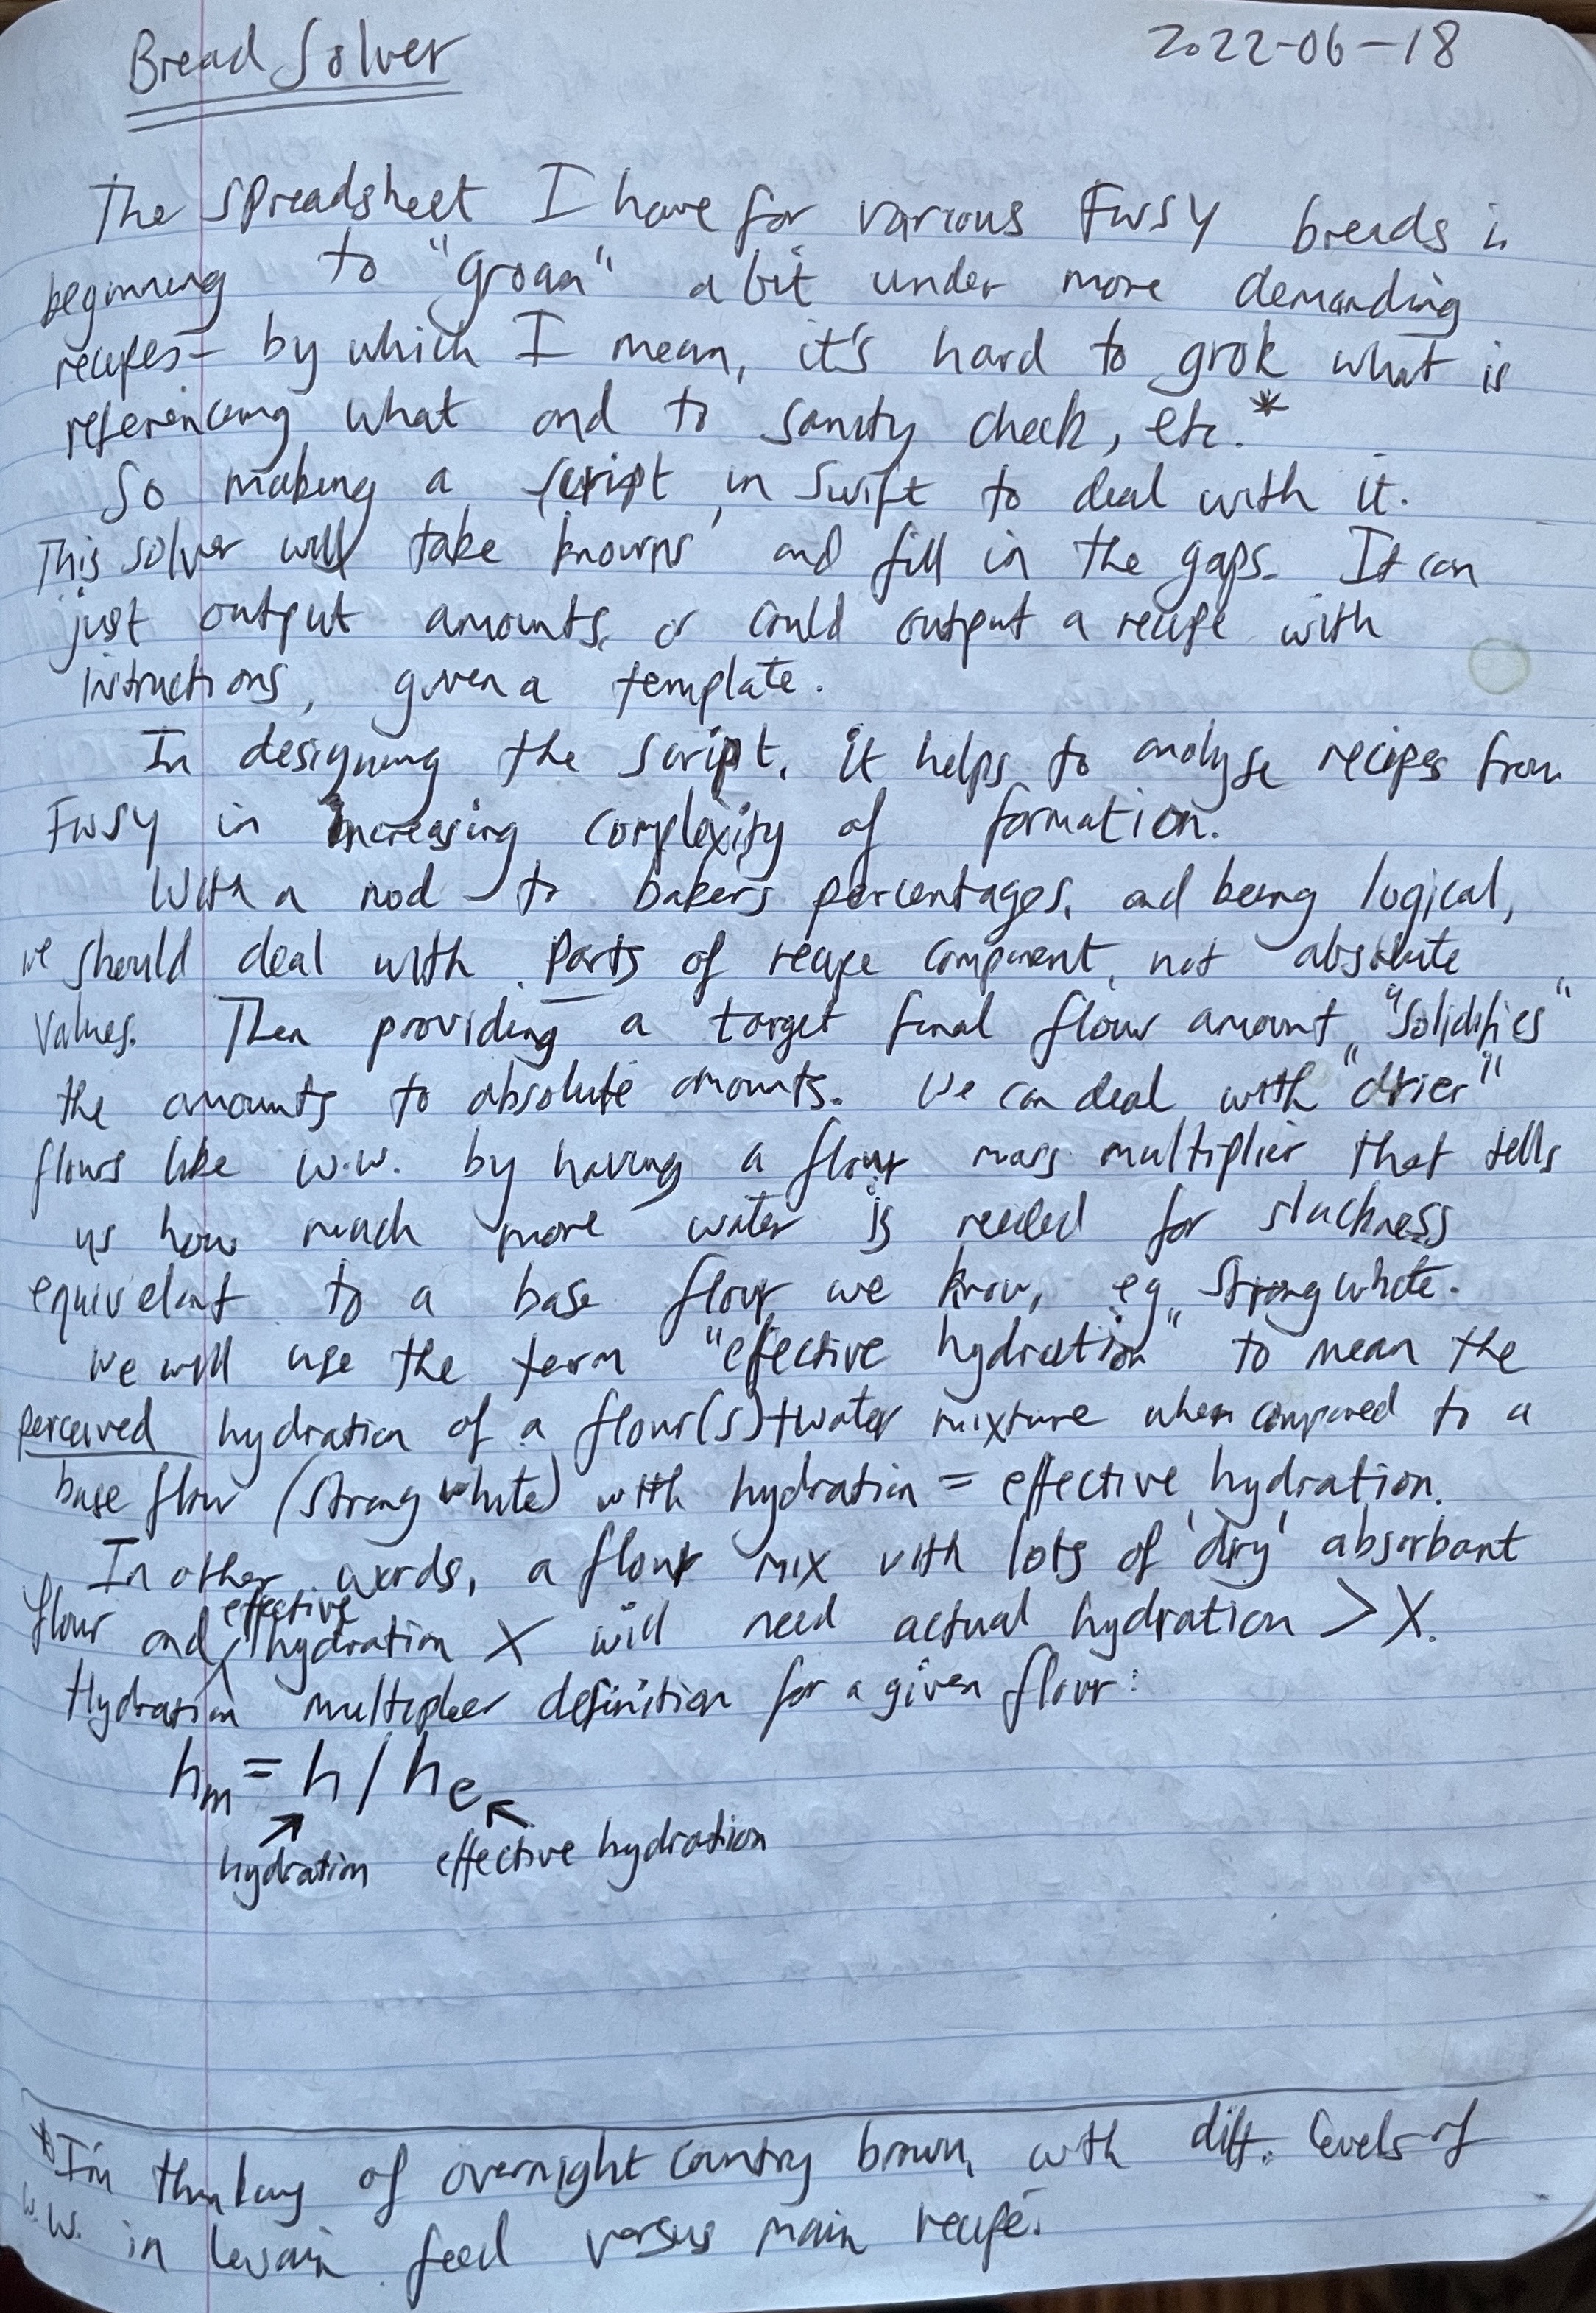 Bread Solver
2022-06-18
The spreadsheet I have for various FWSY breads is
beginning to "groan" a bit under more demanding
recipes - by which I mean, it's hard to grok what is
referencing what and to sanity check, etc.*
So making a script in Swift to deal with it.
This solver will take knowns and fill in the gaps. It can
just output amounts, or could output a recipe with
intructions, given a template.
In designing the script, it helps to analyse recipes from
FWSY in increasing complexity of formation.
With a nod to bakers percentages, and being logical,
we should deal with parts of recipe component, not absolute
values. Then providing a target final flour amount "solidifies"
the amounts to absolute amounts. We can deal with "drier"
flours like w.w. by having a flour mass multiplier that tells
us how much more water is needed for slackness
equivelant to a base flour we know, eg strong white.
We will use the term "effective hydration" to mean the
perceived hydration of a flour(s)+water mixture when compared to a
base flour (strong white) with hydration = effective hydration.
In other words, a flour mix with lots of 'dry' absorbant
flour and effective hydration X will need actual hydration > X.
Hydration multiplier definition for a given flour:
hm = h / he
hydration effective hydration
*I'm thinking of overnight country brown, with diff. levels of
w.w. in levain feed versus main recipe.